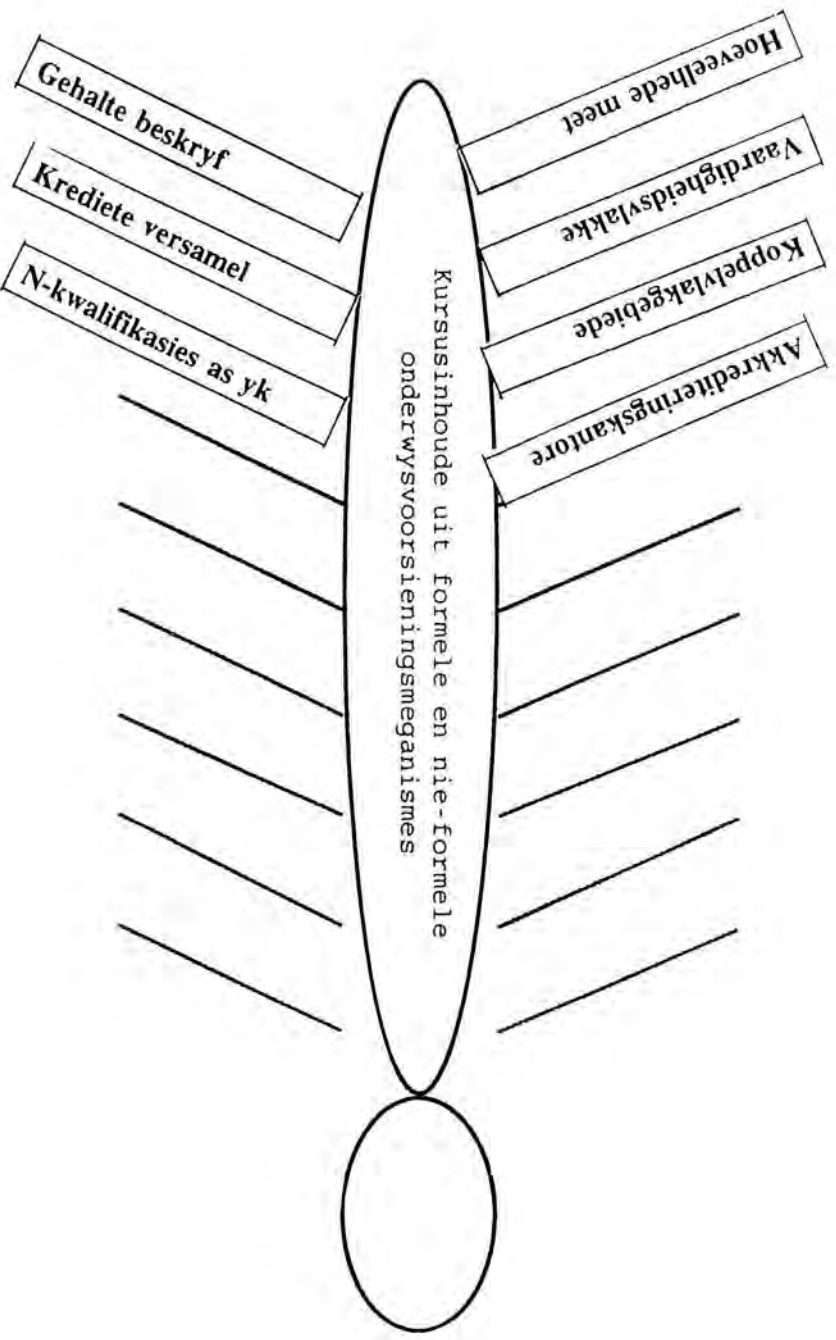 Gehalte beskryf
Krediete versamel
N-kwalifikasies as yk
Kursusinhoude uit formele en nie-formele
onderwysvoorsieningsmeganismes
Hoeveelhede meet
Vaardigheidsvlakke
Koppelvlakgebiede
Akkrediteringskantore